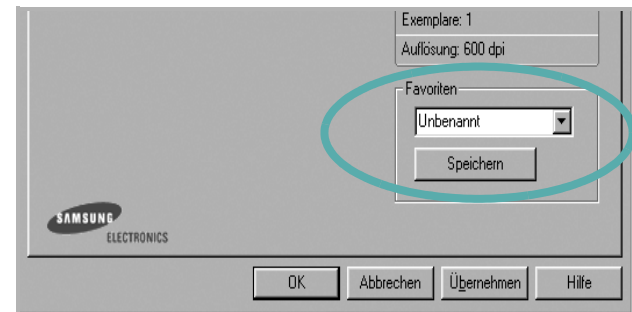 Exemplare: 1
Auflösung: 600 dpi
Favoriten
Unbenannt
Speichern
SAMSUNG
ELECTRONICS
OK Abbrechen Übernehmen Hilfe